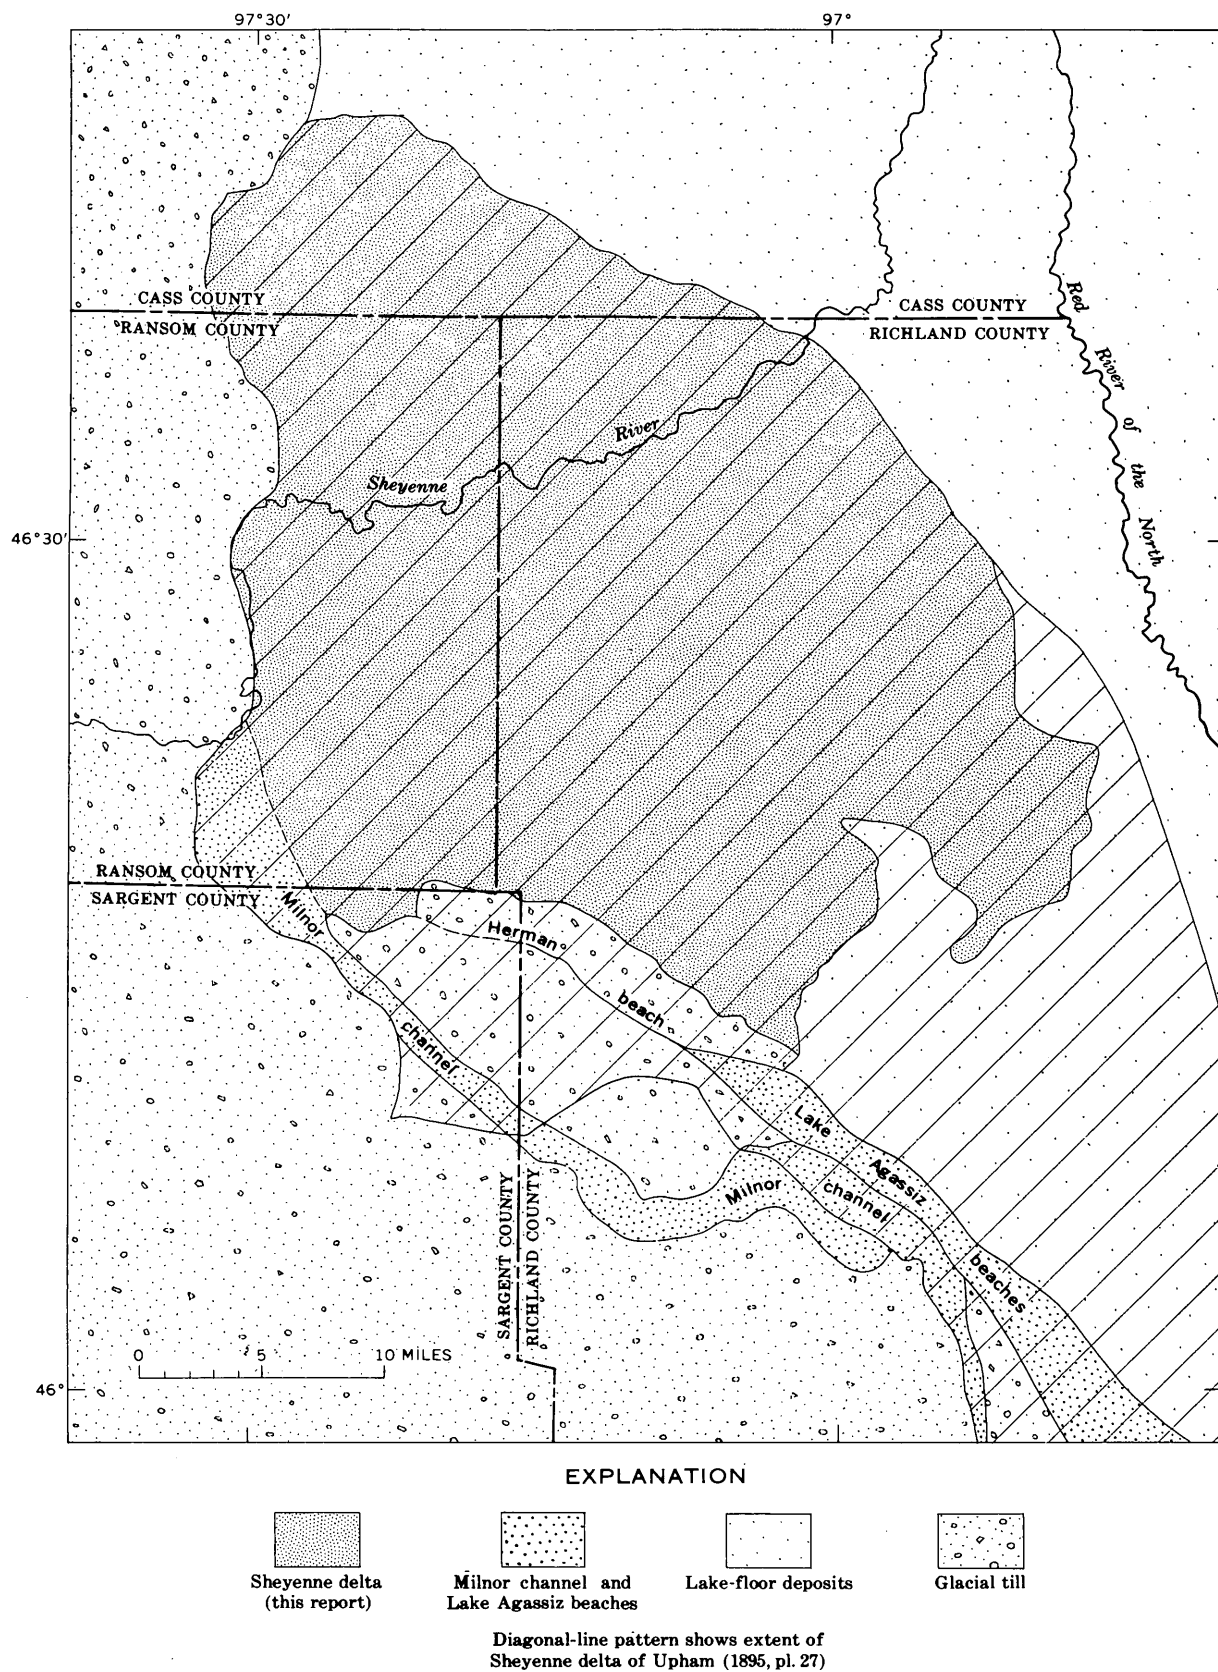 97°30′
97°
CASS COUNTY
RANSOM COUNTY
CASS COUNTY
RICHLAND COUNTY
Red
River
of
the
North
River
Sheyenne
46°30′
RANSOM COUNTY
SARGENT COUNTY
Milnor
channel
Herman
beach
Lake
Agassiz
beaches
Milnor
channel
SARGENT COUNTY
RICHLAND COUNTY
0 5 10 MILES
46°
EXPLANATION
Sheyenne delta
(this report)
Milnor channel and
Lake Agassiz beaches
Lake-floor deposits
Glacial till
Diagonal-line pattern shows extent of
Sheyenne delta of Upham (1895, pl. 27)